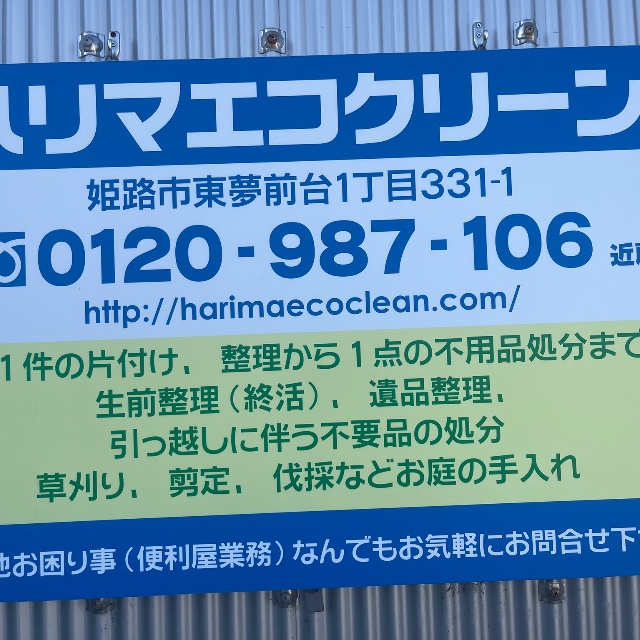 ハリマエコクリーン
姫路市東夢前台1丁目331-1
0120-987-106
http://harimaecoclean.com/
1件の片付け、整理から1点の不用品処分まで
生前整理(終活)、遺品整理、
引っ越しに伴う不要品の処分
草刈り、剪定、伐採などお庭の手入れ
お困り事(便利屋業務)なんでもお気軽にお問合せ下